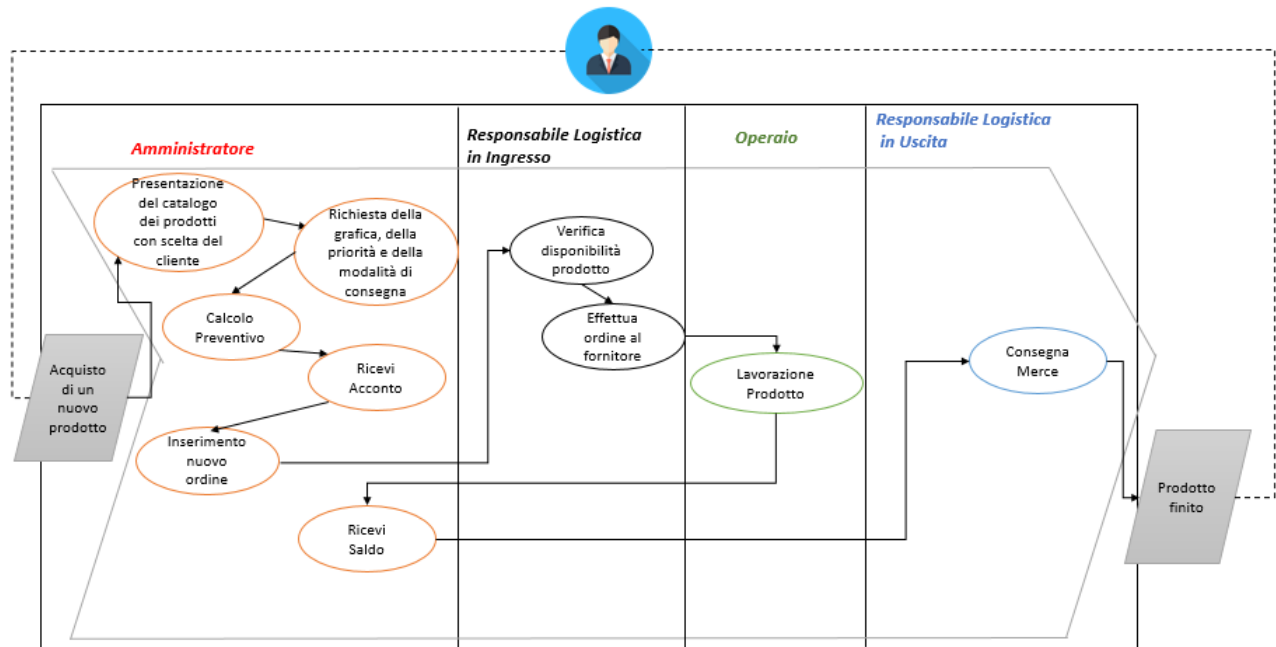 Amministratore
Responsabile Logistica
in Ingresso
Operaio
Responsabile Logistica
in Uscita
Presentazione
del catalogo
dei prodotti
con scelta del
cliente
Richiesta della
grafica, della
priorità e della
modalità di
consegna
Calcolo
Preventivo
Ricevi
Acconto
Inserimento
nuovo
ordine
Ricevi
Saldo
Verifica
disponibilità
prodotto
Effettua
ordine al
fornitore
Lavorazione
Prodotto
Consegna
Merce
Acquisto
di un
nuovo
prodotto
Prodotto
finito